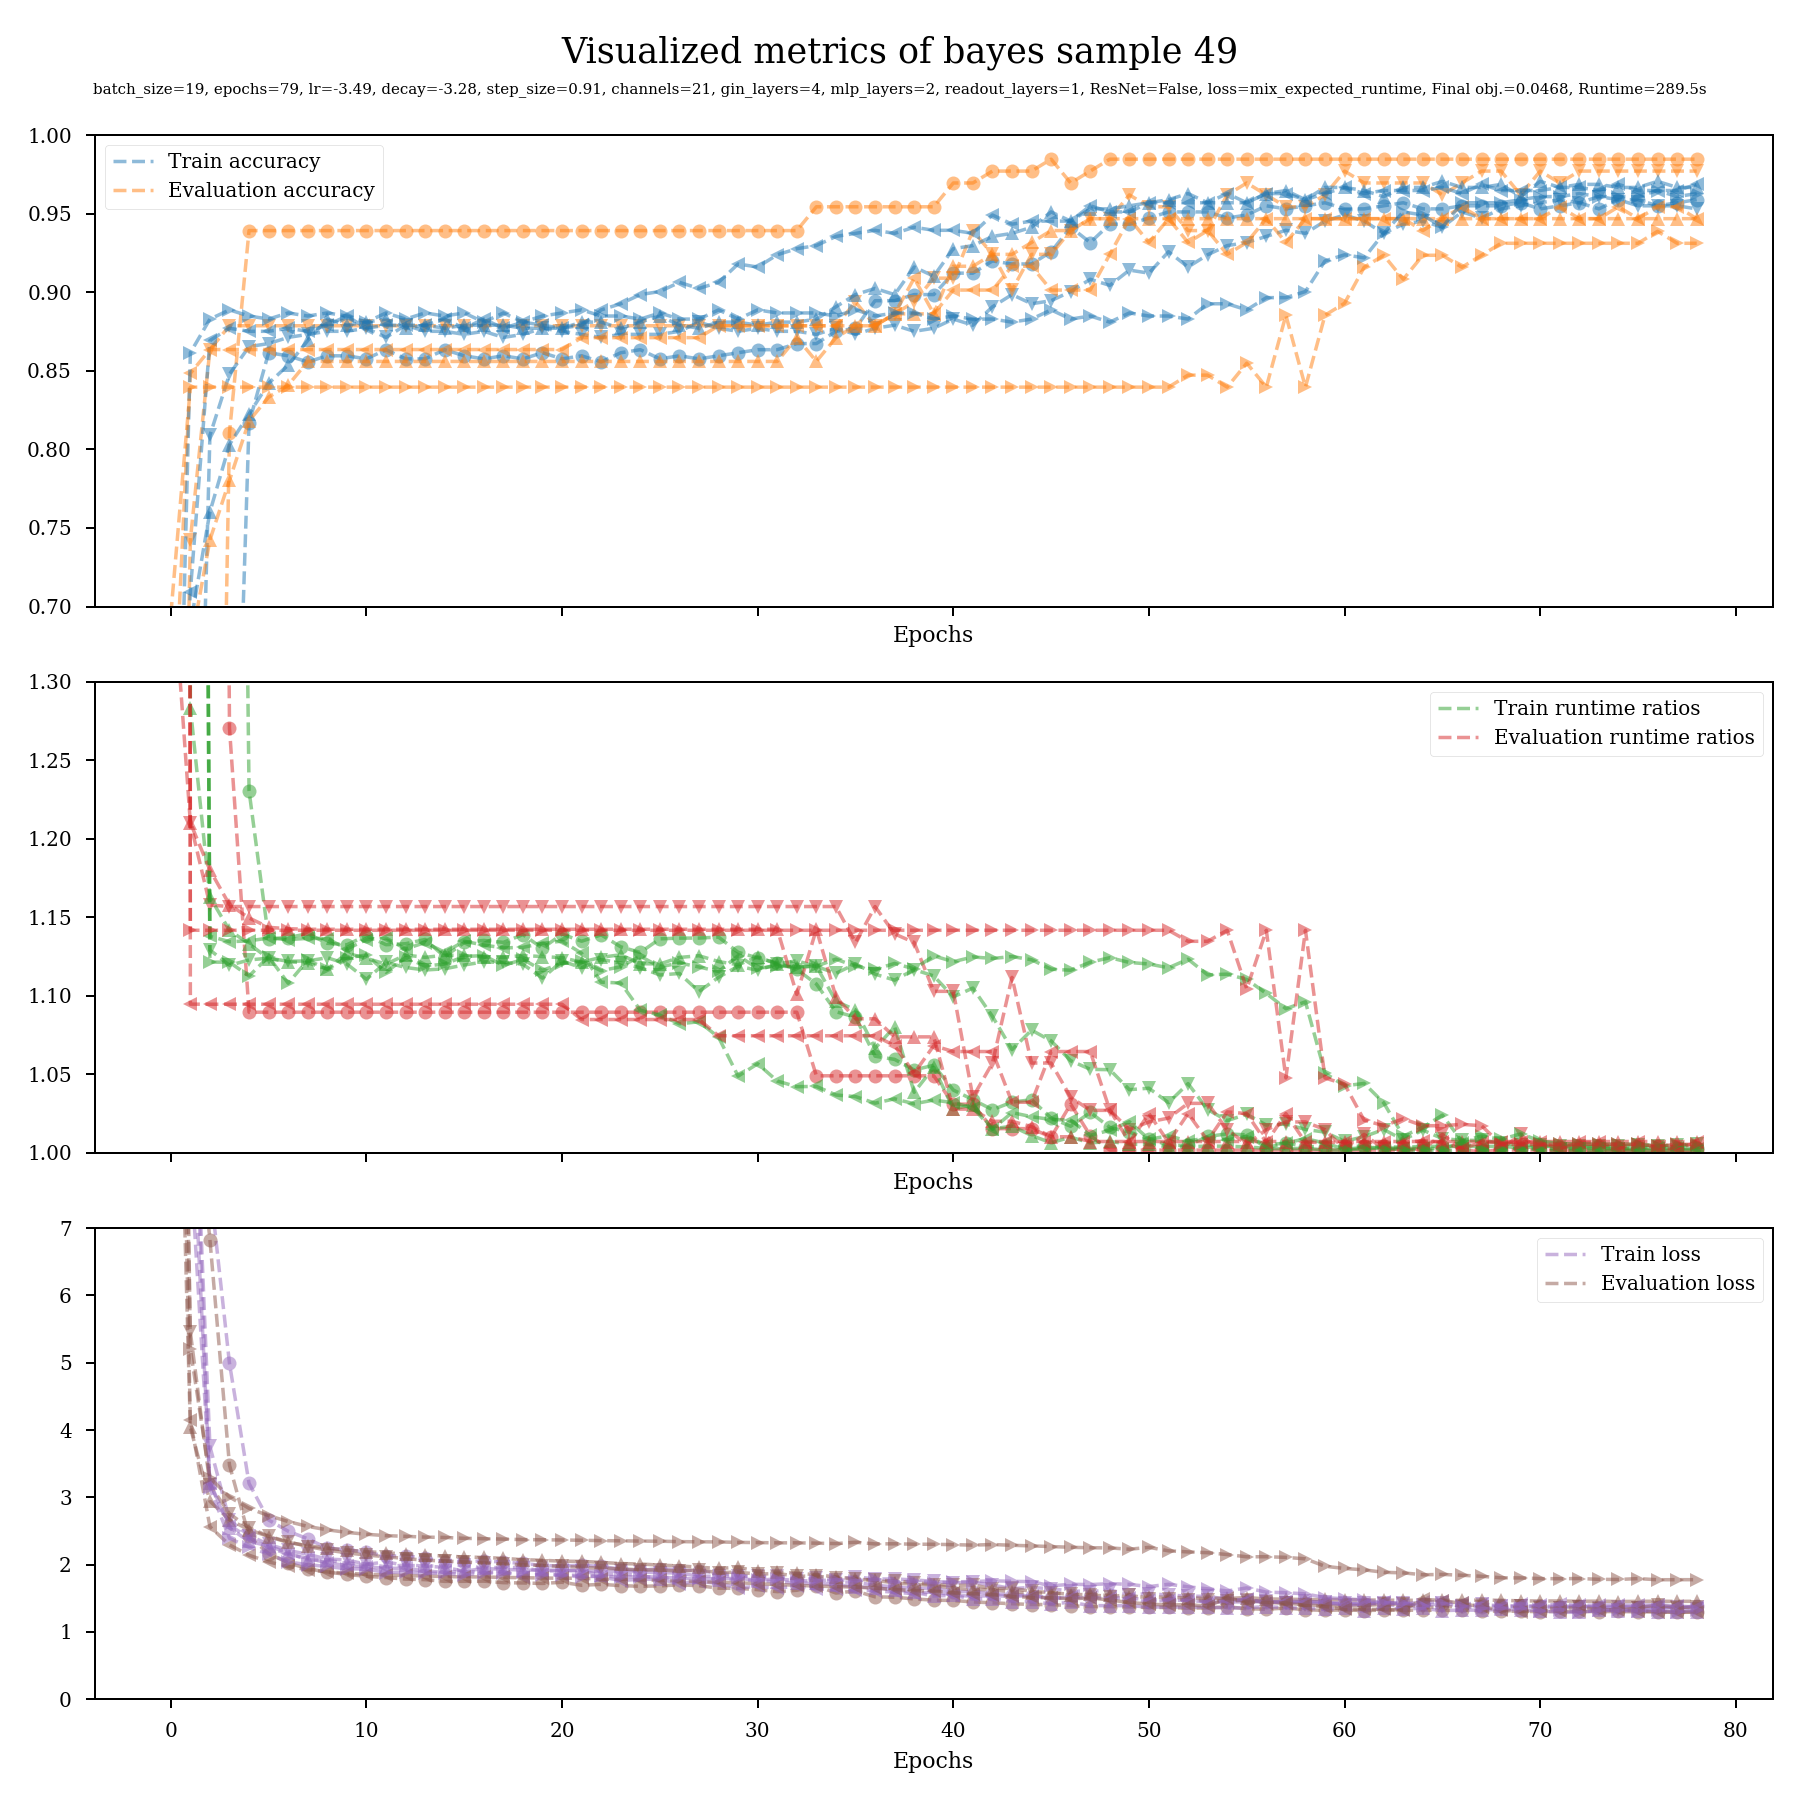 Visualized metrics of bayes sample 49
batch_size=19, epochs=79, lr=-3.49, decay=-3.28, step_size=0.91, channels=21, gin_layers=4, mlp_layers=2, readout_layers=1, ResNet=False, loss=mix_expected_runtime, Final obj.=0.0468, Runtime=289.5s
1.00
0.95
0.90
0.85
0.80
0.75
0.70
Train accuracy
Evaluation accuracy
Epochs
1.30
1.25
1.20
1.15
1.10
1.05
1.00
Train runtime ratios
Evaluation runtime ratios
Epochs
7
6
5
4
3
2
1
0
Train loss
Evaluation loss
0 10 20 30 40 50 60 70 80
Epochs